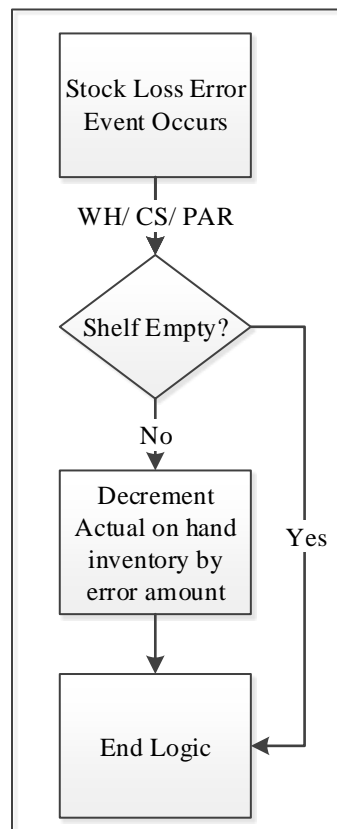 Stock Loss Error
Event Occurs
WH/ CS/ PAR
Shelf Empty?
No
Decrement
Actual on hand
inventory by
error amount
Yes
End Logic